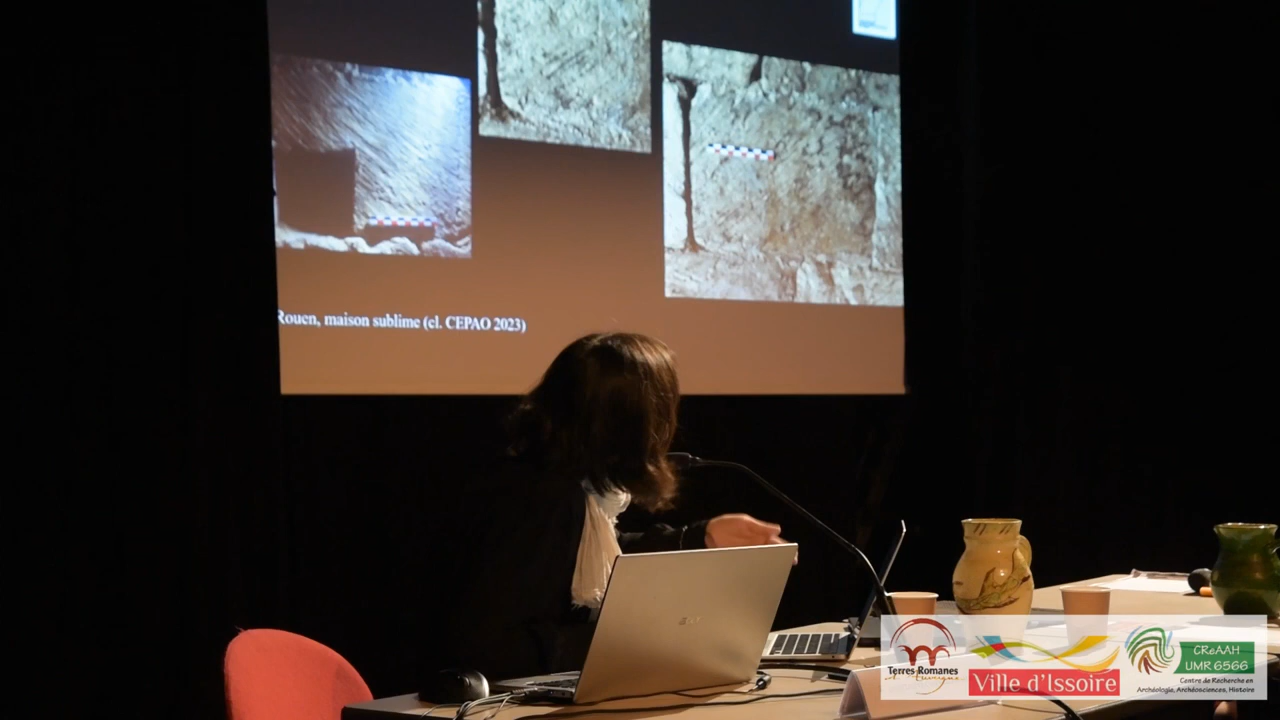 Rouen, maison sublime (cl. CEPAO 2023)
acer
Terres Romanes
d'Auvergne
Ville d'Issoire
CReAAH
UMR 6566
Centre de Recherche en
Archéologie, Archéosciences, Histoire